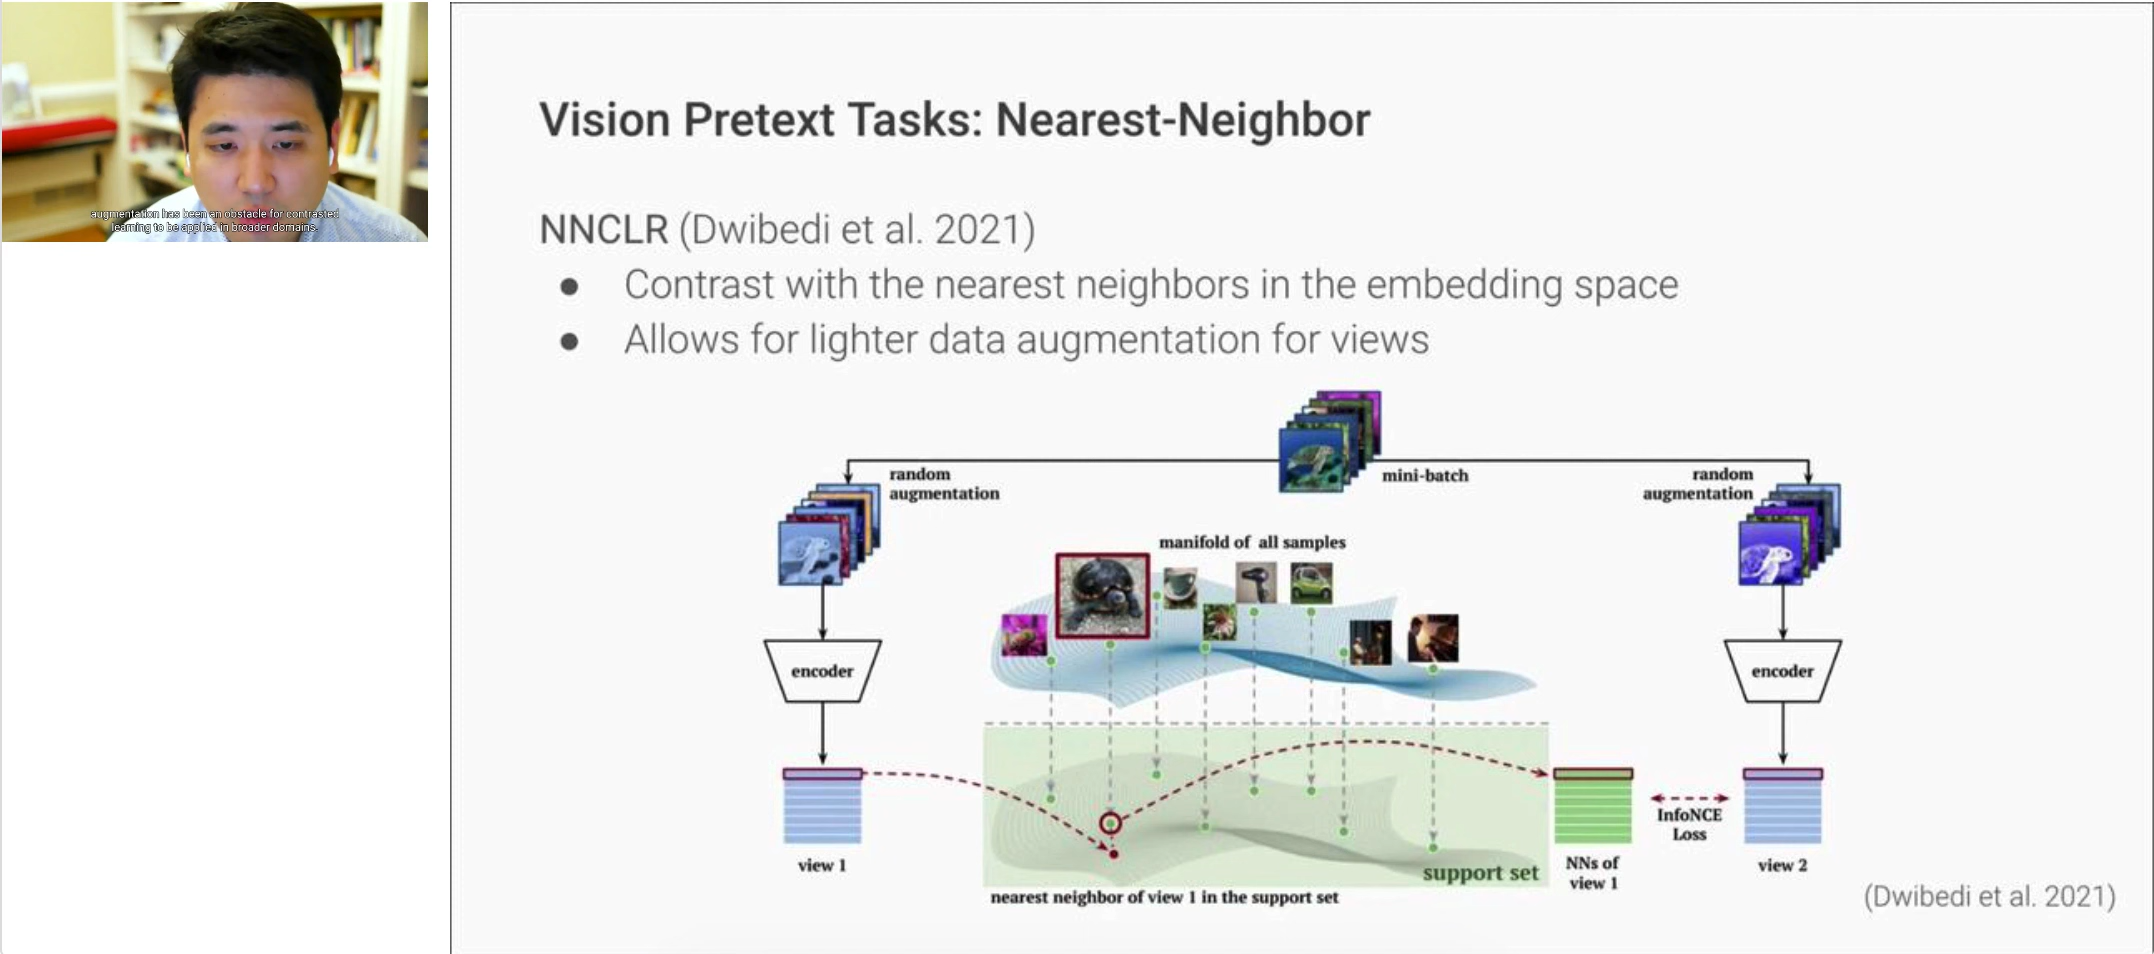 augmentation has been an obstacle for contrasted
learning to be applied in broader domains.
Vision Pretext Tasks: Nearest-Neighbor
NNCLR (Dwibedi et al. 2021)
● Contrast with the nearest neighbors in the embedding space
● Allows for lighter data augmentation for views
mini-batch
random
augmentation
random
augmentation
manifold of all samples
encoder
encoder
InfoNCE
Loss
view 1
support set
NNs of
view 1
view 2
nearest neighbor of view 1 in the support set
(Dwibedi et al. 2021)